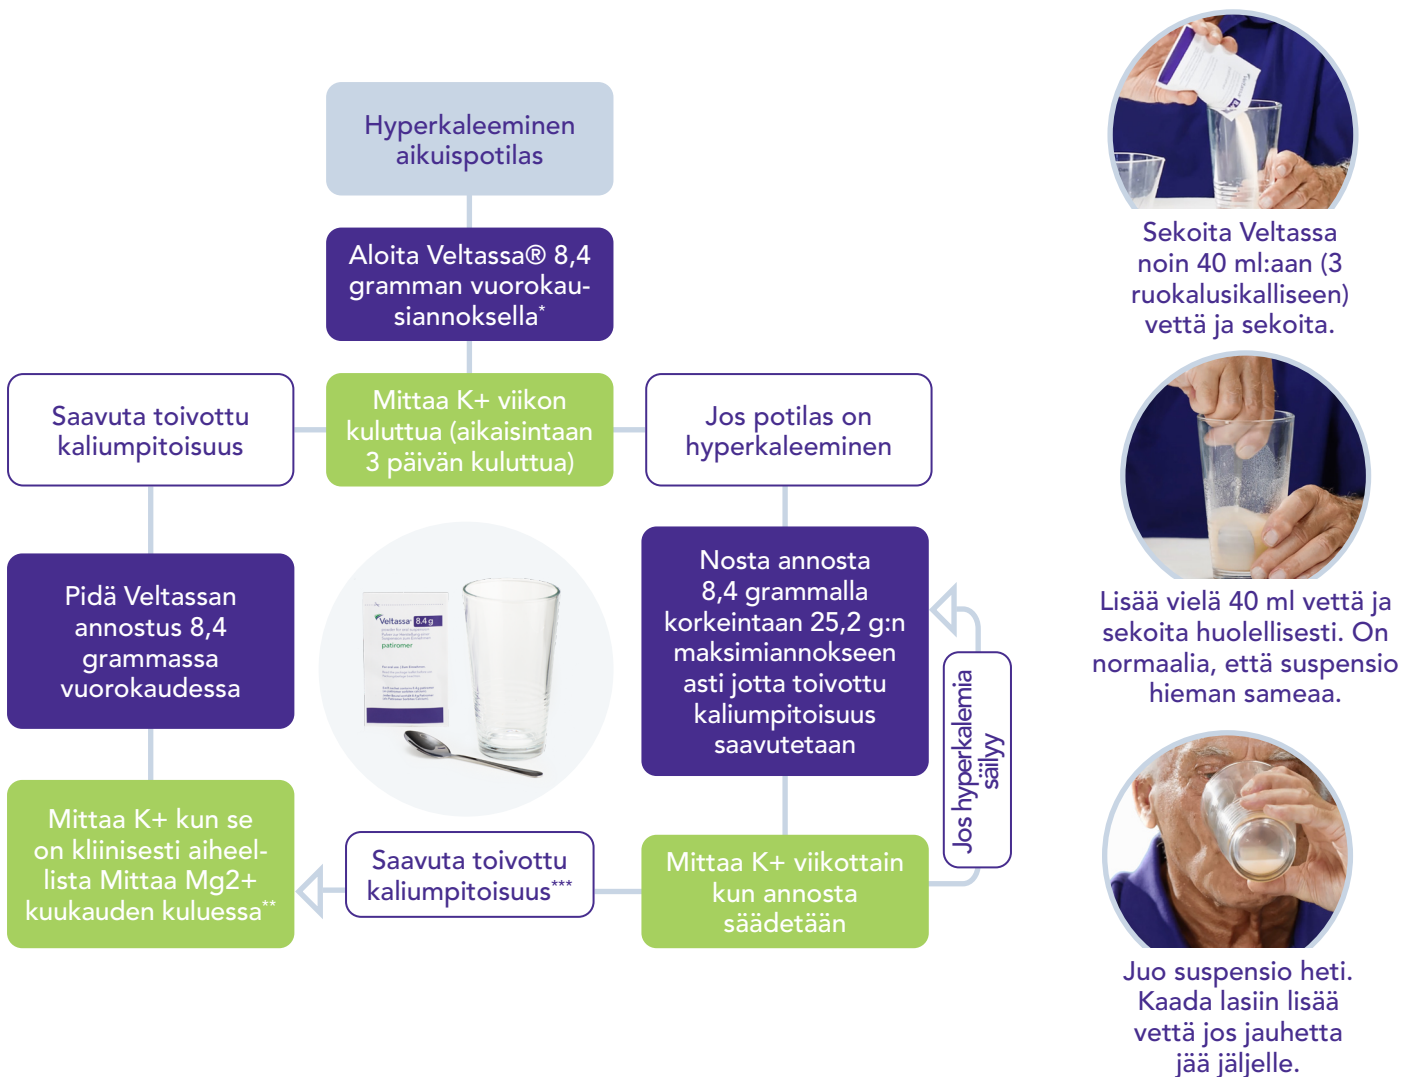 Hyperkaleeminen
aikuispotilas
Aloita Veltassa® 8,4
gramman vuorokau-
siannoksella*
Mittaa K+ viikon
kuluttua (aikaisintaan
3 päivän kuluttua)
Saavuta toivottu
kaliumpitoisuus
Jos potilas on
hyperkaleeminen
Pidä Veltassan
annostus 8,4
grammassa
vuorokaudessa
Nosta annosta
8,4 grammalla
korkeintaan 25,2 g:n
maksimiannokseen
asti jotta toivottu
kaliumpitoisuus
saavutetaan
Jos hyperkalemia
säilyy
Mittaa K+ kun se
on kliinisesti aiheel-
lista Mittaa Mg2+
kuukauden kuluessa**
Saavuta toivottu
kaliumpitoisuus***
Mittaa K+ viikottain
kun annosta
säädetään
Veltassa® 8.4 g
patiromer
Sekoita Veltassa
noin 40 ml:aan (3
ruokalusikalliseen)
vettä ja sekoita.
Lisää vielä 40 ml vettä ja
sekoita huolellisesti. On
normaalia, että suspensio
hieman sameaa.
Juo suspensio heti.
Kaada lasiin lisää
vettä jos jauhetta
jää jäljelle.